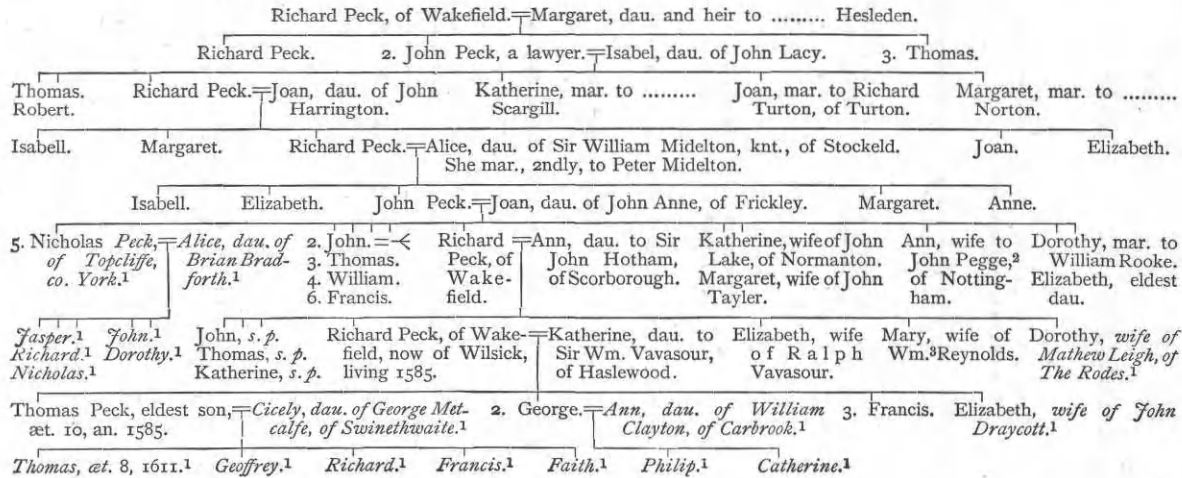 Richard Peck, of Wakefield.=Margaret, dau. and heir to ......... Hesleden.
Richard Peck. 2. John Peck, a lawyer.=Isabel, dau. of John Lacy. 3. Thomas.
Thomas. Richard Peck.=Joan, dau. of John Katherine, mar. to ......... Joan, mar. to Richard Margaret, mar. to .........
Robert. Harrington. Scargill. Turton, of Turton. Norton.
Isabell. Margaret. Richard Peck.=Alice, dau. of Sir William Midelton, knt., of Stockeld. Joan. Elizabeth.
She mar., 2ndly, to Peter Midelton.
Isabell. Elizabeth. John Peck.=Joan, dau. of John Anne, of Frickley. Margaret. Anne.
5. Nicholas Peck,=Alice, dau. of 2. John.= Richard =Ann, dau. to Sir Katherine, wife of John Ann, wife to Dorothy, mar. to
of Topcliffe, Brian Brad- 3. Thomas. Peck, of John Hotham, Lake, of Normanton. John Pegge,² William Rooke.
co. York.¹ forth.¹ 4. William. Wake- of Scorborough. Margaret, wife of John of Notting- Elizabeth, eldest
6. Francis. field. Tayler. ham. dau.
Jasper.¹ John.¹ John, s.p. Richard Peck, of Wake-=Katherine, dau. to Elizabeth, wife Mary, wife of Dorothy, wife of
Richard.¹ Dorothy.¹ Thomas, s.p. field, now of Wilsick, Sir Wm. Vavasour, of Ralph Wm.³ Reynolds. Mathew Leigh, of
Nicholas.¹ Katherine, s.p. living 1585. of Haslewood. Vavasour. The Rodes.¹
Thomas Peck, eldest son,=Cicely, dau. of George Met- 2. George.=Ann, dau. of William 3. Francis. Elizabeth, wife of John
æt. 10, an. 1585. calfe, of Swinethwaite.¹ Clayton, of Carbrook.¹ Draycott.¹
Thomas, æt. 8, 1611.¹ Geoffrey.¹ Richard.¹ Francis.¹ Faith.¹ Philip.¹ Catherine.¹